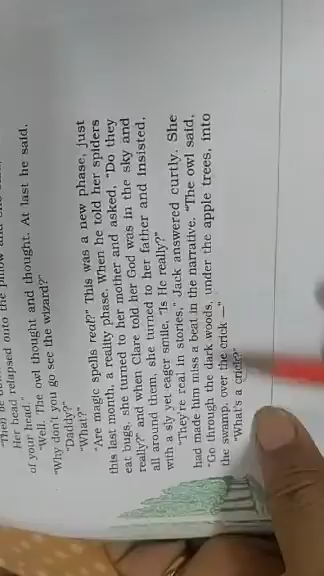 Her head relapsed onto the pillow and she said,
of your head."
"Well. The owl thought and thought. At last he said,
"Why don't you go see the wizard?"
"Daddy?"
"What?"
"Are magic spells real?" This was a new phase, just
this last month, a reality phase. When he told her spiders
eat bugs, she turned to her mother and asked, "Do they
really?" and when Clare told her God was in the sky and
all around them, she turned to her father and insisted,
with a sly yet eager smile, "Is He really?"
"They're real in stories," Jack answered curtly. She
had made him miss a beat in the narrative. "The owl said,
"Go through the dark woods, under the apple trees, into
the swamp, over the crick —"
"What's a crick?"